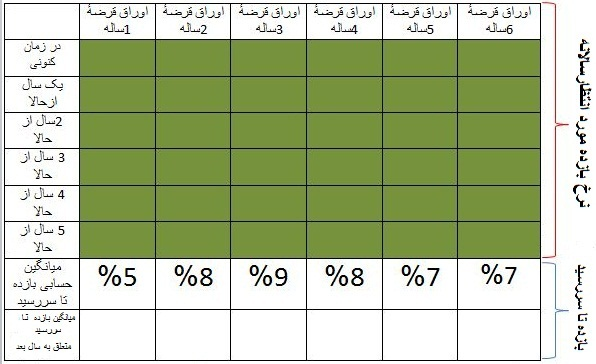 اوراق قرضهٔ 1ساله
اوراق قرضهٔ 2ساله
اوراق قرضهٔ 3ساله
اوراق قرضهٔ 4ساله
اوراق قرضهٔ 5ساله
اوراق قرضهٔ 6ساله
در زمان
کنونی
یک سال
ازحالا
2سال از
حالا
3 سال از
حالا
4 سال از
حالا
5 سال از
حالا
میانگین
حسابی بازده
تا سررسید
%5 %8 %9 %8 %7 %7
میانگین بازده تا
سررسید
متعلق به سال بعد
نرخ بازده مورد انتظارسالانه
بازده تا سررسید